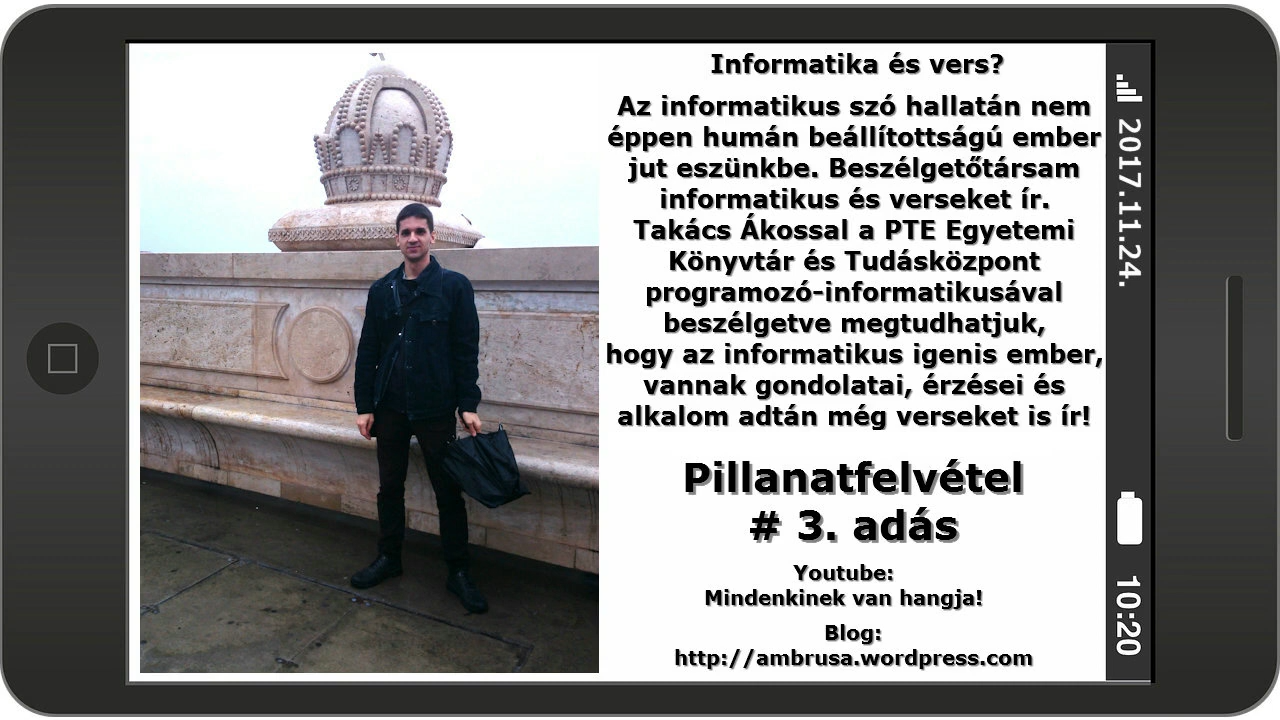 Informatika és vers?
Az informatikus szó hallatán nem
éppen humán beállítottságú ember
jut eszünkbe. Beszélgetőtársam
informatikus és verseket ír.
Takács Ákossal a PTE Egyetemi
Könyvtár és Tudásközpont
programozó-informatikusával
beszélgetve megtudhatjuk,
hogy az informatikus igenis ember,
vannak gondolatai, érzései és
alkalom adtán még verseket is ír!
Pillanatfelvétel
# 3. adás
Youtube:
Mindenkinek van hangja!
Blog:
http://ambrusa.wordpress.com
2017.11.24.
10:20